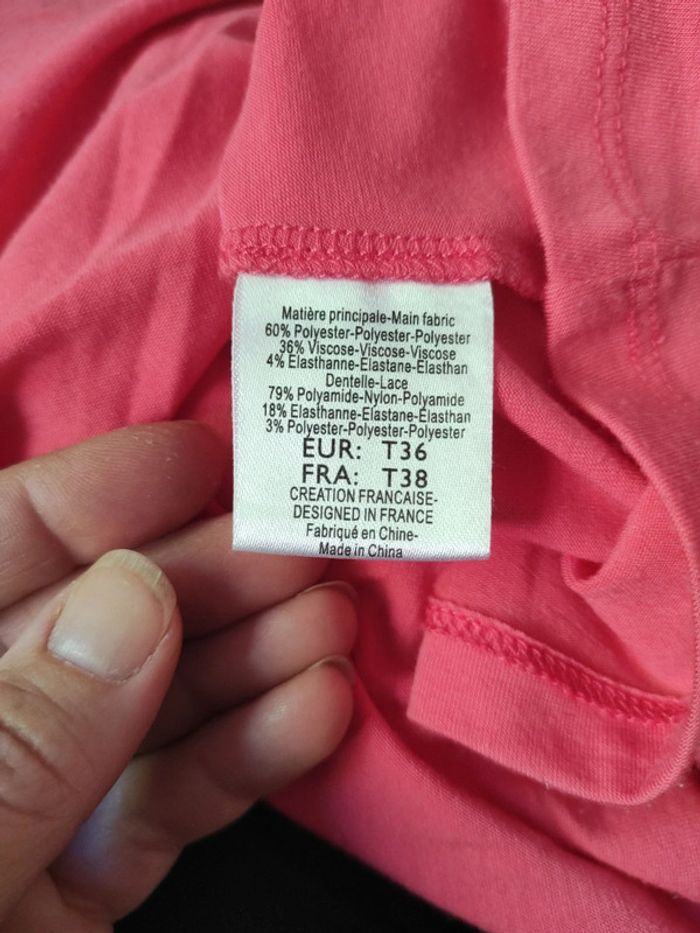 Matière principale-Main fabric
60% Polyester-Polyester-Polyester
36% Viscose-Viscose-Viscose
4% Elasthanne-Elastane-Elasthan
Dentelle-Lace
79% Polyamide-Nylon-Polyamide
18% Elasthanne-Elastane-Elasthan
3% Polyester-Polyester-Polyester
EUR: T36
FRA: T38
CREATION FRANCAISE-
DESIGNED IN FRANCE
Fabriqué en Chine-
Made in China